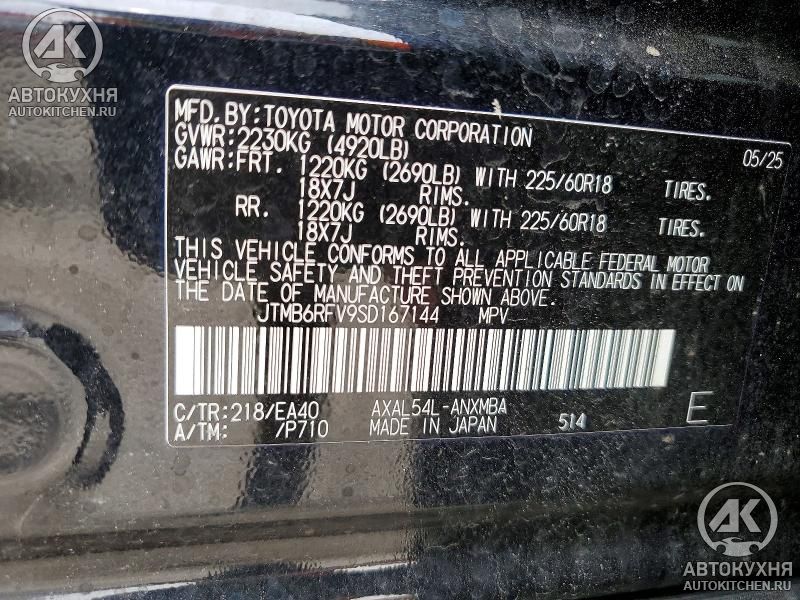 АК
АВТОКУХНЯ
AUTOKITCHEN.RU
MFD. BY: TOYOTA MOTOR CORPORATION 05/25
GVWR: 2230KG (4920LB)
GAWR: FRT. 1220KG (2690LB) WITH 225/60R18 TIRES.
18X7J RIMS.
RR. 1220KG (2690LB) WITH 225/60R18 TIRES.
18X7J RIMS.
THIS VEHICLE CONFORMS TO ALL APPLICABLE FEDERAL MOTOR
VEHICLE SAFETY AND THEFT PREVENTION STANDARDS IN EFFECT ON
THE DATE OF MANUFACTURE SHOWN ABOVE.
JTMB6RFV9SD167144 MPV
C/TR: 218/EA40 AXAL54L-ANXMBA E
A/TM: /P710 MADE IN JAPAN 514
АК
АВТОКУХНЯ
AUTOKITCHEN.RU